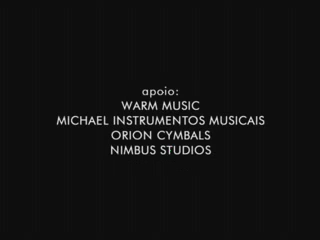 apoio:
WARM MUSIC
MICHAEL INSTRUMENTOS MUSICAIS
ORION CYMBALS
NIMBUS STUDIOS